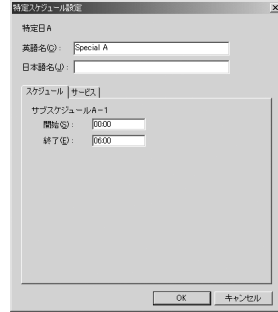 特定スケジュール設定
特定日A
英語名(C): Special A
日本語名(J):
スケジュール サービス
サブスケジュールA-1
開始(S): 00:00
終了(E): 06:00
OK キャンセル